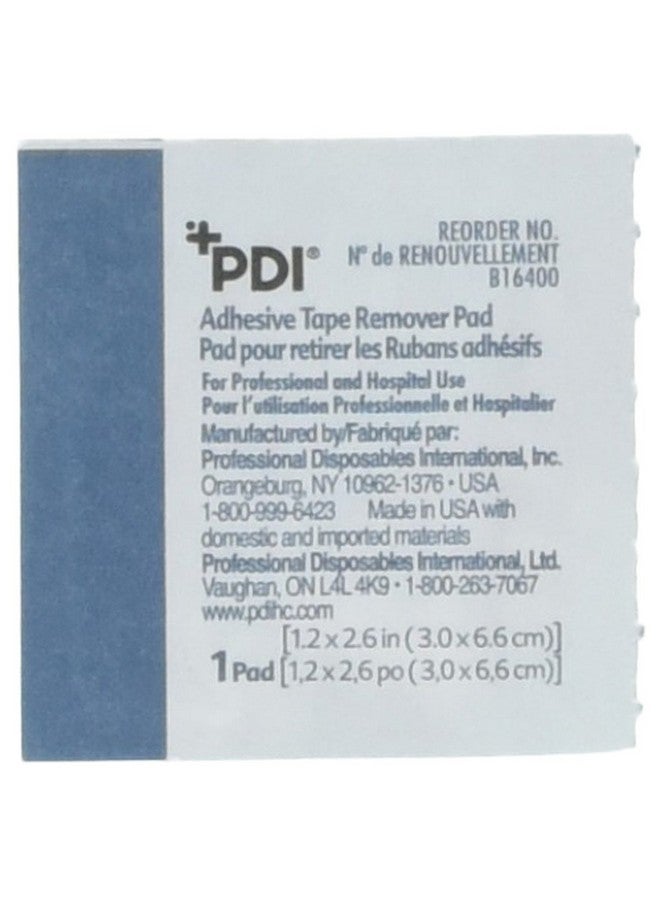 PDI®
REORDER NO.
N° de RENOUVELLEMENT
B16400
Adhesive Tape Remover Pad
Pad pour retirer les Rubans adhésifs
For Professional and Hospital Use
Pour l'utilisation Professionnelle et Hospitalier
Manufactured by/Fabriqué par:
Professional Disposables International, Inc.
Orangeburg, NY 10962-1376 • USA
1-800-999-6423 Made in USA with
domestic and imported materials
Professional Disposables International, Ltd.
Vaughan, ON L4L 4K9 • 1-800-263-7067
www.pdihc.com
[1.2 x 2.6 in (3.0 x 6.6 cm)]
1 Pad [1,2 x 2,6 po (3,0 x 6,6 cm)]